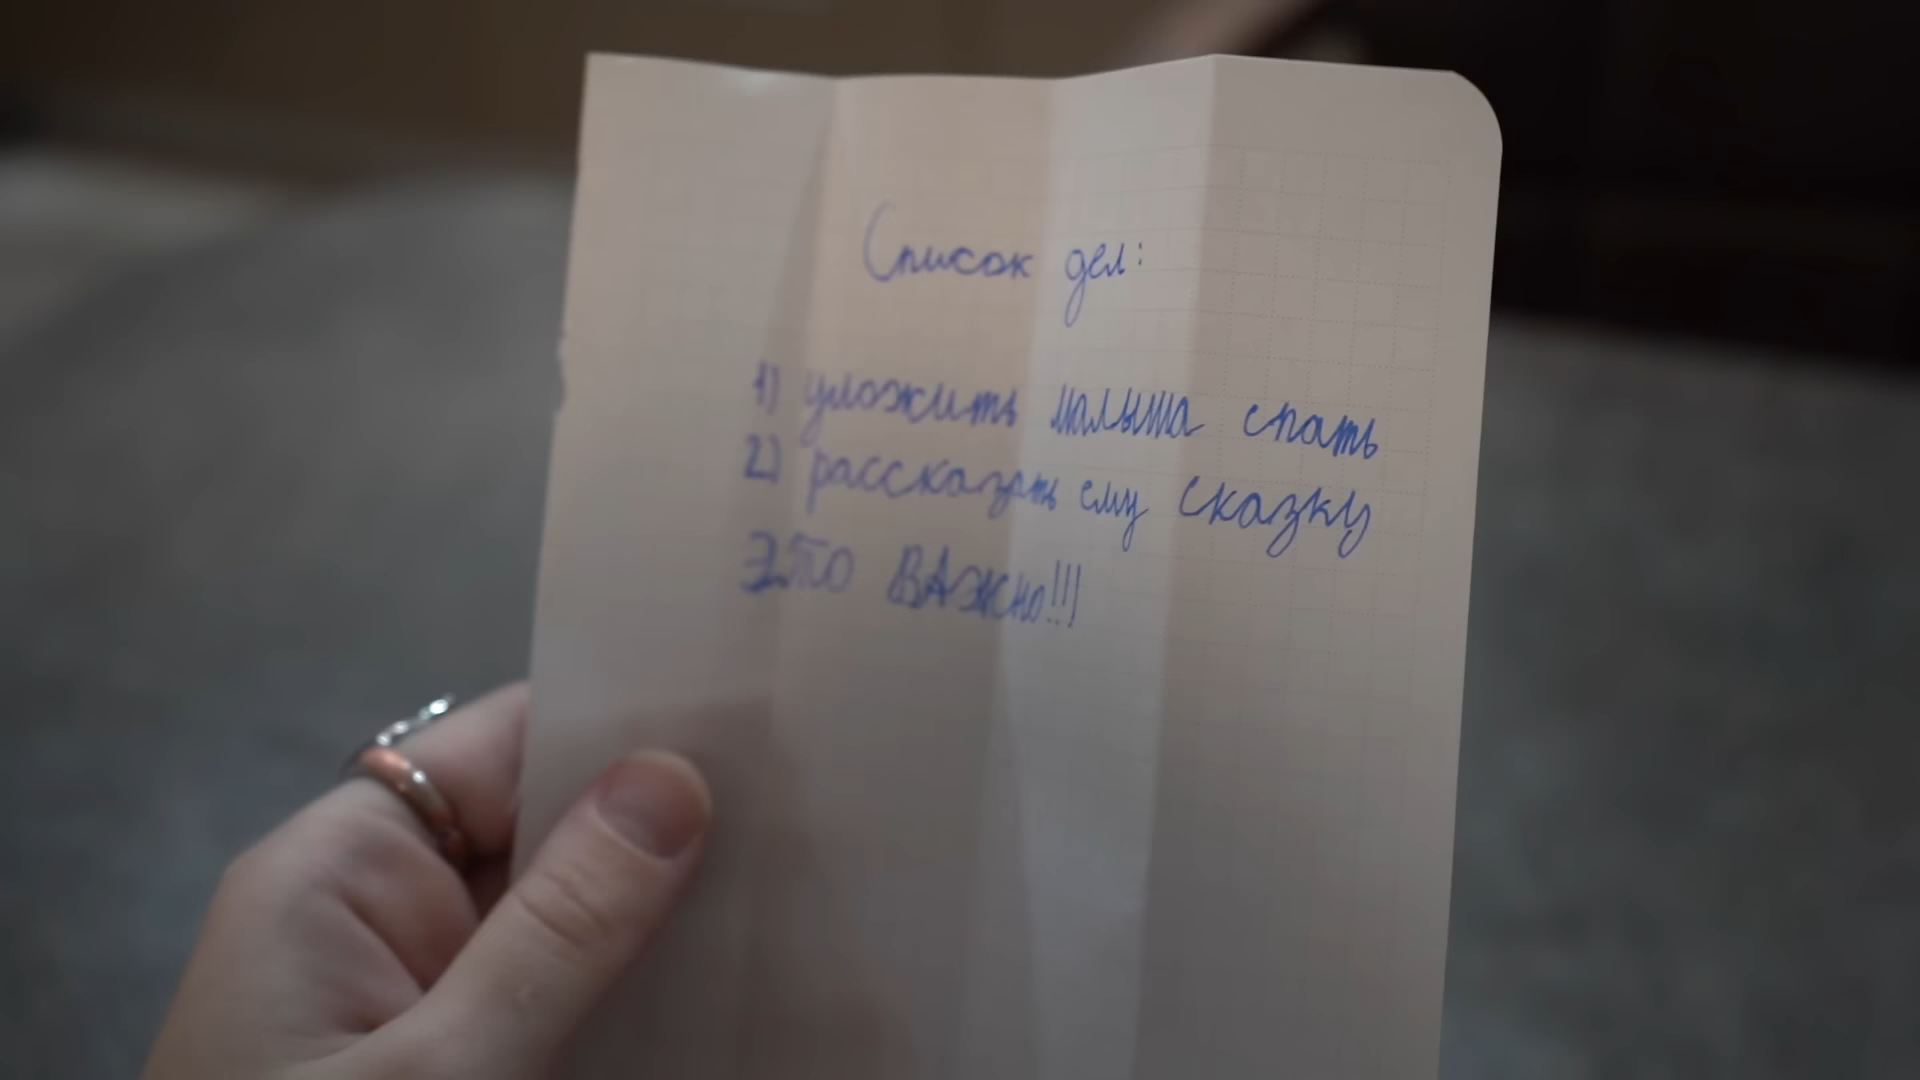 Список дел:
1) уложить малыша спать
2) рассказать ему сказку
ЭТО ВАЖно!!!